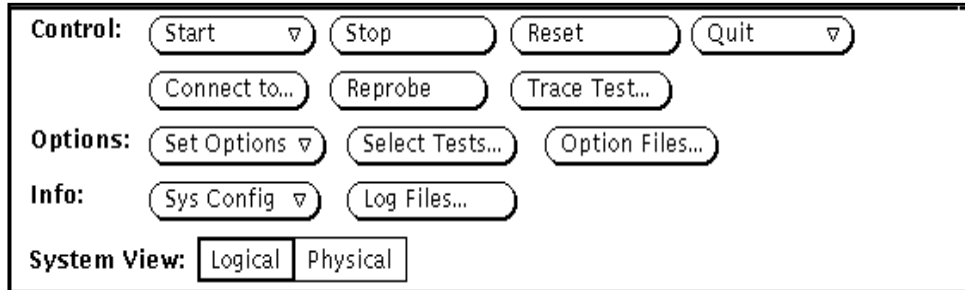 Control: Start ▽ Stop Reset Quit ▽
Connect to... Reprobe Trace Test...
Options: Set Options ▽ Select Tests... Option Files...
Info: Sys Config ▽ Log Files...
System View: Logical Physical